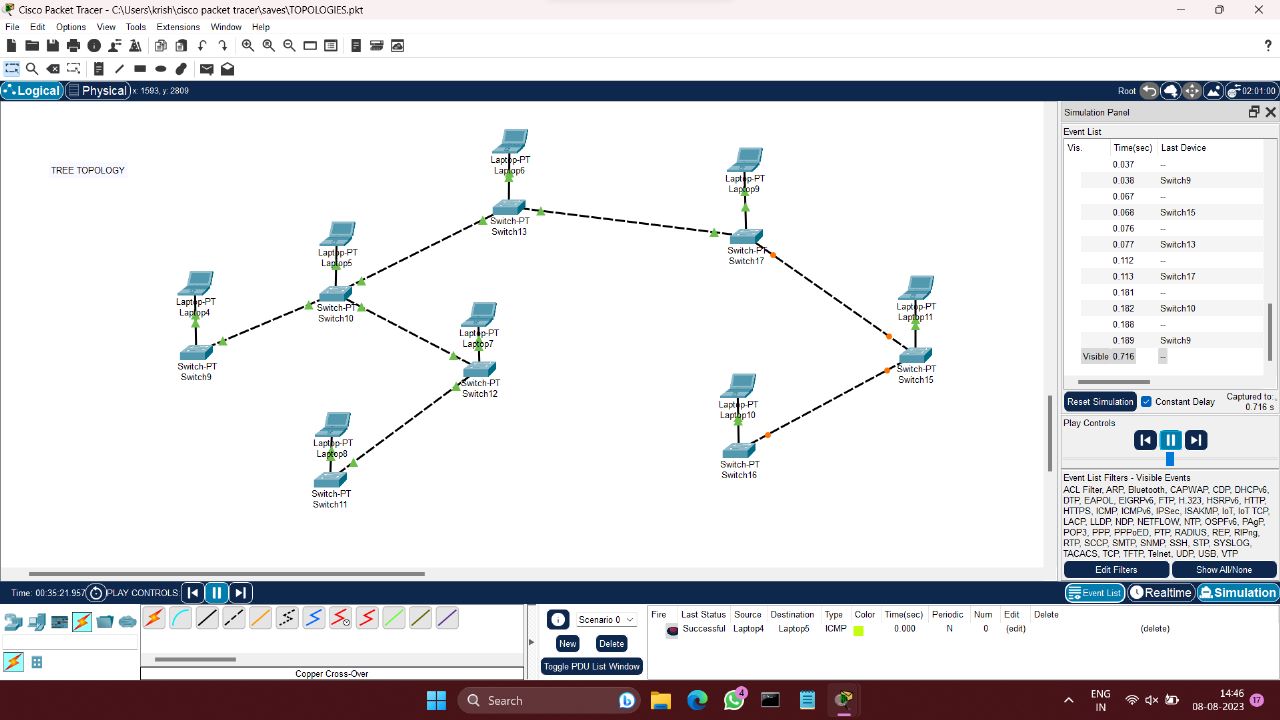 Cisco Packet Tracer - C:\Users\krish\cisco packet tracer\saves\TOPOLOGIES.pkt
File Edit Options View Tools Extensions Window Help
?
Logical Physical x: 1593, y: 2809 Root 02:01:00
TREE TOPOLOGY
Laptop-PT
Laptop6
Switch-PT
Switch13
Laptop-PT
Laptop9
Switch-PT
Switch17
Laptop-PT
Laptop5
Switch-PT
Switch10
Laptop-PT
Laptop4
Switch-PT
Switch9
Laptop-PT
Laptop7
Switch-PT
Switch12
Laptop-PT
Laptop11
Switch-PT
Switch15
Laptop-PT
Laptop10
Switch-PT
Switch16
Laptop-PT
Laptop8
Switch-PT
Switch11
Simulation Panel
Event List
Vis. Time(sec) Last Device
0.037 --
0.038 Switch9
0.067 --
0.068 Switch15
0.076 --
0.077 Switch13
0.112 --
0.113 Switch17
0.181 --
0.182 Switch10
0.188 --
0.189 Switch9
Visible 0.716 --
Reset Simulation Constant Delay Captured to:
0.716 s
Play Controls
Event List Filters - Visible Events
ACL Filter, ARP, Bluetooth, CAPWAP, CDP, DHCPv6,
DTP, EAPOL, EIGRPv6, FTP, H.323, HSRPv6, HTTP,
HTTPS, ICMP, ICMPv6, IPSec, ISAKMP, IoT, IoT TCP,
LACP, LLDP, NDP, NETFLOW, NTP, OSPFv6, PAgP,
POP3, PPP, PPPoED, PTP, RADIUS, REP, RIPng,
RTP, SCCP, SMTP, SNMP, SSH, STP, SYSLOG,
TACACS, TCP, TFTP, Telnet, UDP, USB, VTP
Edit Filters Show All/None
Time: 00:35:21.957 PLAY CONTROLS: Event List Realtime Simulation
Copper Cross-Over
Scenario 0
New Delete
Toggle PDU List Window
Fire Last Status Source Destination Type Color Time(sec) Periodic Num Edit Delete
Successful Laptop4 Laptop5 ICMP 0.000 N 0 (edit) (delete)
Search 4 ENG
IN 14:46
08-08-2023 17